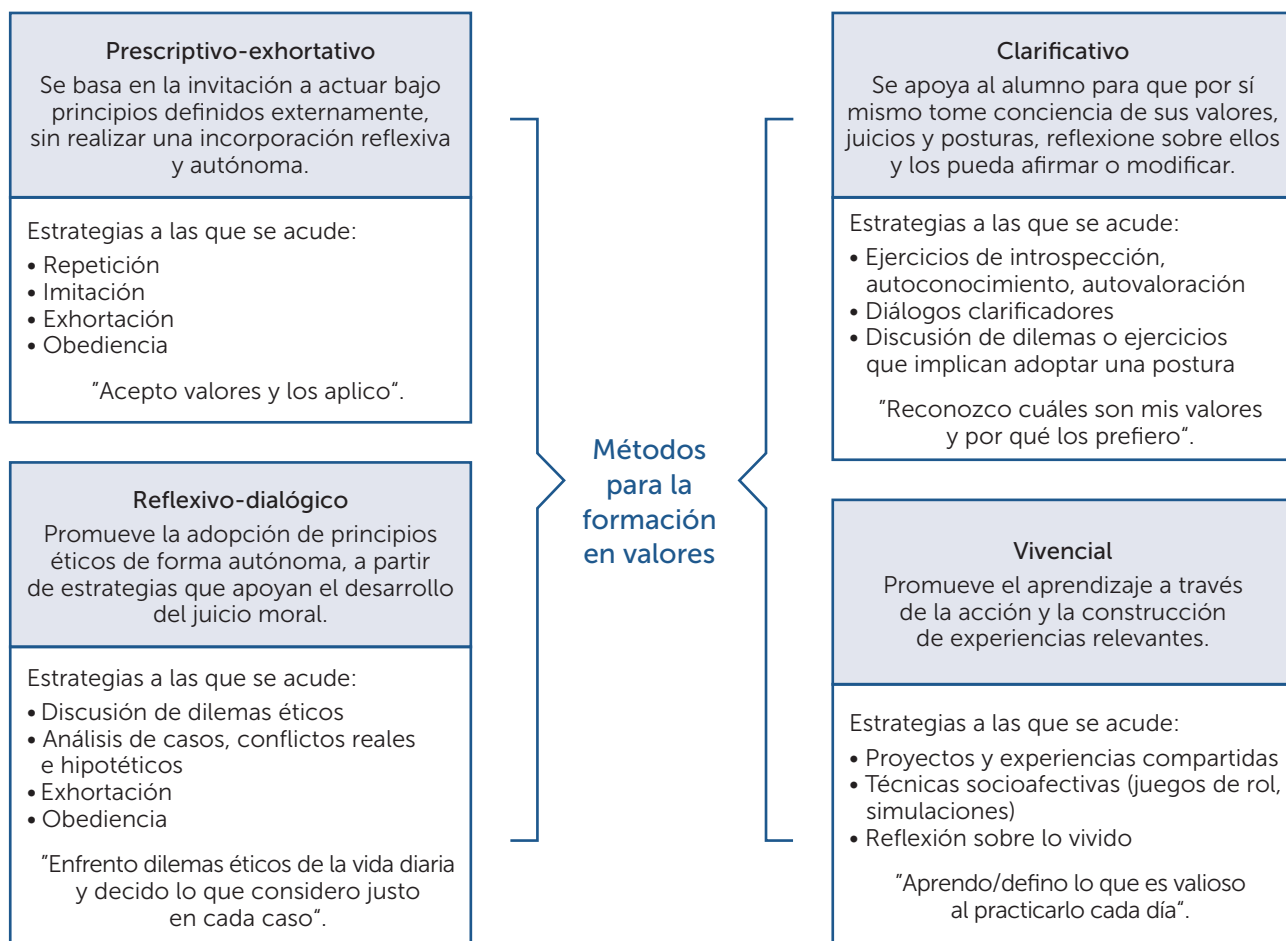 Prescriptivo-exhortativo
Se basa en la invitación a actuar bajo
principios definidos externamente,
sin realizar una incorporación reflexiva
y autónoma.
Estrategias a las que se acude:
• Repetición
• Imitación
• Exhortación
• Obediencia
"Acepto valores y los aplico“.
Reflexivo-dialógico
Promueve la adopción de principios
éticos de forma autónoma, a partir
de estrategias que apoyan el desarrollo
del juicio moral.
Estrategias a las que se acude:
• Discusión de dilemas éticos
• Análisis de casos, conflictos reales
e hipotéticos
• Exhortación
• Obediencia
"Enfrento dilemas éticos de la vida diaria
y decido lo que considero justo
en cada caso“.
Métodos
para la
formación
en valores
Clarificativo
Se apoya al alumno para que por sí
mismo tome conciencia de sus valores,
juicios y posturas, reflexione sobre ellos
y los pueda afirmar o modificar.
Estrategias a las que se acude:
• Ejercicios de introspección,
autoconocimiento, autovaloración
• Diálogos clarificadores
• Discusión de dilemas o ejercicios
que implican adoptar una postura
"Reconozco cuáles son mis valores
y por qué los prefiero“.
Vivencial
Promueve el aprendizaje a través
de la acción y la construcción
de experiencias relevantes.
Estrategias a las que se acude:
• Proyectos y experiencias compartidas
• Técnicas socioafectivas (juegos de rol,
simulaciones)
• Reflexión sobre lo vivido
"Aprendo/defino lo que es valioso
al practicarlo cada día“.